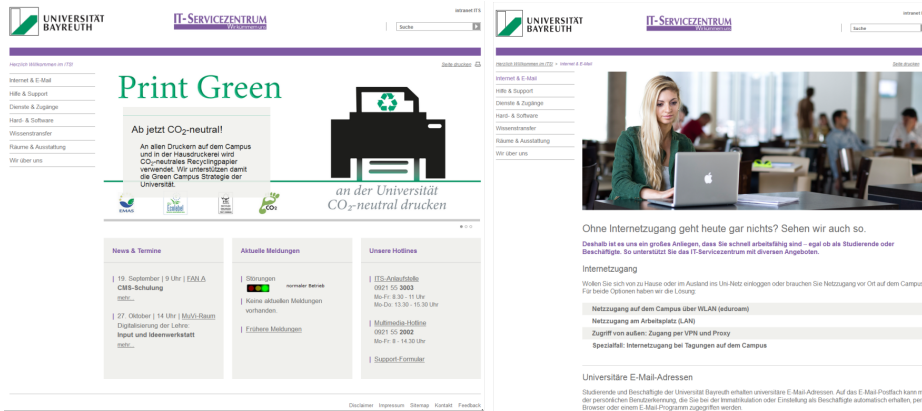 UNIVERSITÄT
BAYREUTH
IT-SERVICEZENTRUM
Intranet ITS
Suche
Herzlich Willkommen im ITS!
Seite drucken
Internet & E-Mail
Hilfe & Support
Dienste & Zugänge
Hard- & Software
Wissenstransfer
Räume & Ausstattung
Wir über uns
Print Green
Ab jetzt CO₂-neutral!
An allen Druckern auf dem Campus
und in der Hausdruckerei wird
CO₂-neutrales Recyclingpapier
verwendet. Wir unterstützen damit
die Green Campus Strategie der
Universität.
EMAS
Ecolabel
CO₂
an der Universität
CO₂-neutral drucken
News & Termine
| 19. September | 9 Uhr | FAN A
CMS-Schulung
mehr...
| 27. Oktober | 14 Uhr | MuVi-Raum
Digitalisierung der Lehre:
Input und Ideenwerkstatt
mehr...
Aktuelle Meldungen
| Störungen
normaler Betrieb
| Keine aktuellen Meldungen
vorhanden.
| Frühere Meldungen
Unsere Hotlines
| ITS-Anlaufstelle
0921 55 3003
Mo-Fr: 8.30 - 11 Uhr
Mo-Do: 13.30 - 15.30 Uhr
| Multimedia-Hotline
0921 55 2002
Mo-Fr: 8 - 14.30 Uhr
| Support-Formular
Disclaimer Impressum Sitemap Kontakt Feedback
UNIVERSITÄT
BAYREUTH
IT-SERVICEZENTRUM
Intranet
Suche
Herzlich Willkommen im ITS! > Internet & E-Mail
Seite drucken
Internet & E-Mail
Hilfe & Support
Dienste & Zugänge
Hard- & Software
Wissenstransfer
Räume & Ausstattung
Wir über uns
Ohne Internetzugang geht heute gar nichts? Sehen wir auch so.
Deshalb ist es uns ein großes Anliegen, dass Sie schnell arbeitsfähig sind – egal ob als Studierende oder
Beschäftigte. So unterstützt Sie das IT-Servicezentrum mit diversen Angeboten.
Internetzugang
Wollen Sie sich von zu Hause oder im Ausland ins Uni-Netz einloggen oder brauchen Sie Netzzugang vor Ort auf dem Campus
Für beide Optionen haben wir die Lösung:
Netzzugang auf dem Campus über WLAN (eduroam)
Netzzugang am Arbeitsplatz (LAN)
Zugriff von außen: Zugang per VPN und Proxy
Spezialfall: Internetzugang bei Tagungen auf dem Campus
Universitäre E-Mail-Adressen
Studierende und Beschäftigte der Universität Bayreuth erhalten universitäre E-Mail-Adressen. Auf das E-Mail-Postfach kann m
der persönlichen Benutzerkennung, die Sie bei der Immatrikulation oder Einstellung als Beschäftigte automatisch erhalten, per
Browser oder einem E-Mail-Programm zugegriffen werden.